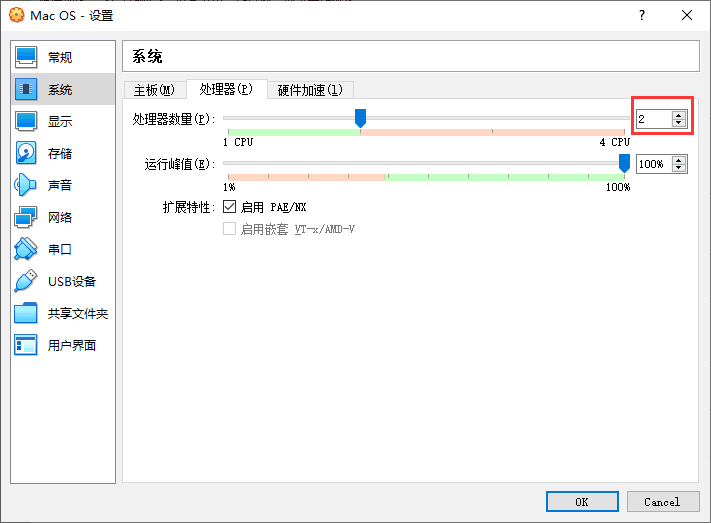 Mac OS - 设置
?
常规
系统
显示
存储
声音
网络
串口
USB设备
共享文件夹
用户界面
系统
主板(M) 处理器(P) 硬件加速(l)
处理器数量(P): 2
1 CPU 4 CPU
运行峰值(E): 100%
1% 100%
扩展特性: 启用 PAE/NX
启用嵌套 VT-x/AMD-V
OK Cancel